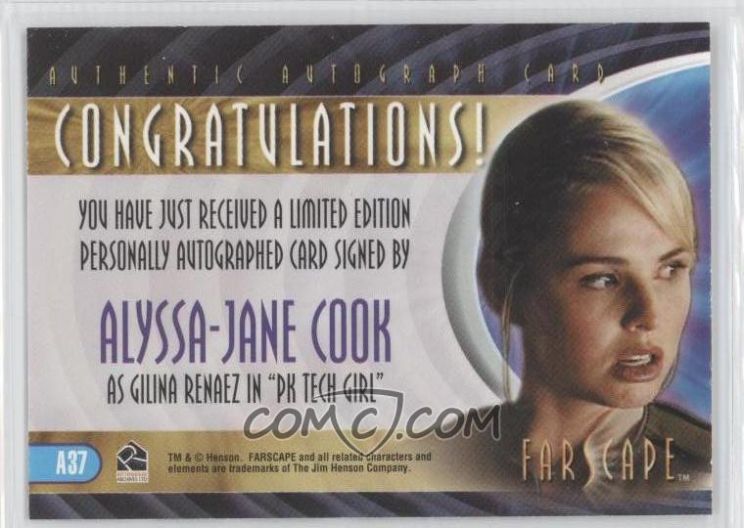 AUTHENTIC AUTOGRAPH CARD
CONGRATULATIONS!
YOU HAVE JUST RECEIVED A LIMITED EDITION
PERSONALLY AUTOGRAPHED CARD SIGNED BY
ALYSSA-JANE COOK
AS GILINA RENAEZ IN "PK TECH GIRL"
COMC.COM
A37
TM & © Henson. FARSCAPE and all related characters and
elements are trademarks of The Jim Henson Company.
FARSCAPE™